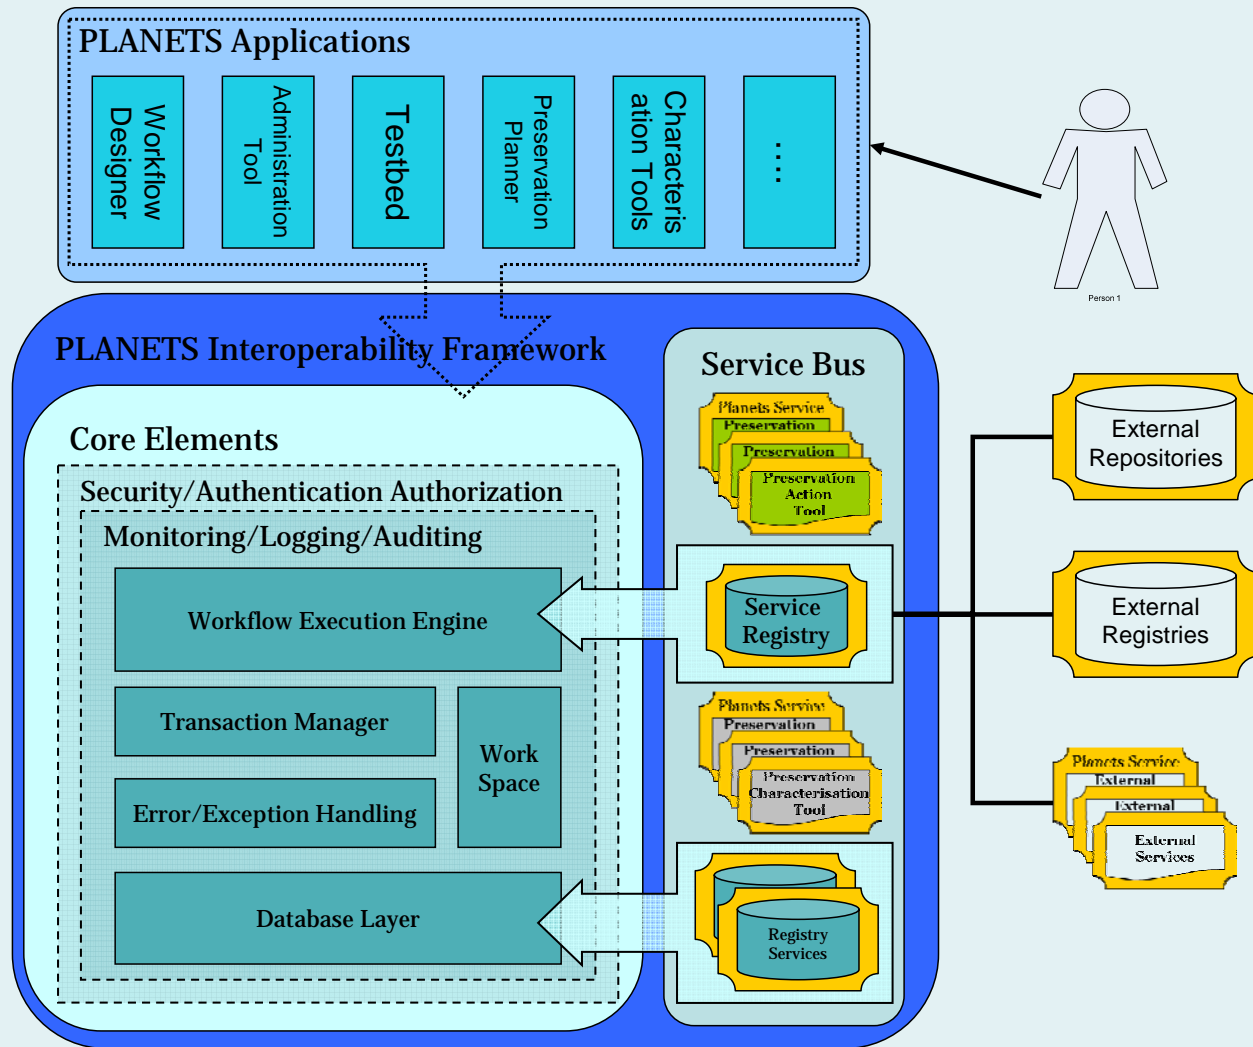 PLANETS Applications
Workflow
Designer
Administration
Tool
Testbed
Preservation
Planner
Characteris
ation Tools
....
Person 1
PLANETS Interoperability Framework
Core Elements
Security/Authentication Authorization
Monitoring/Logging/Auditing
Workflow Execution Engine
Transaction Manager
Error/Exception Handling
Work
Space
Database Layer
Service Bus
Planets Service
Preservation
Preservation
Preservation
Action
Tool
Service
Registry
Planets Service
Preservation
Preservation
Preservation
Characterisation
Tool
Registry
Services
External
Repositories
External
Registries
Planets Service
External
External
External
Services